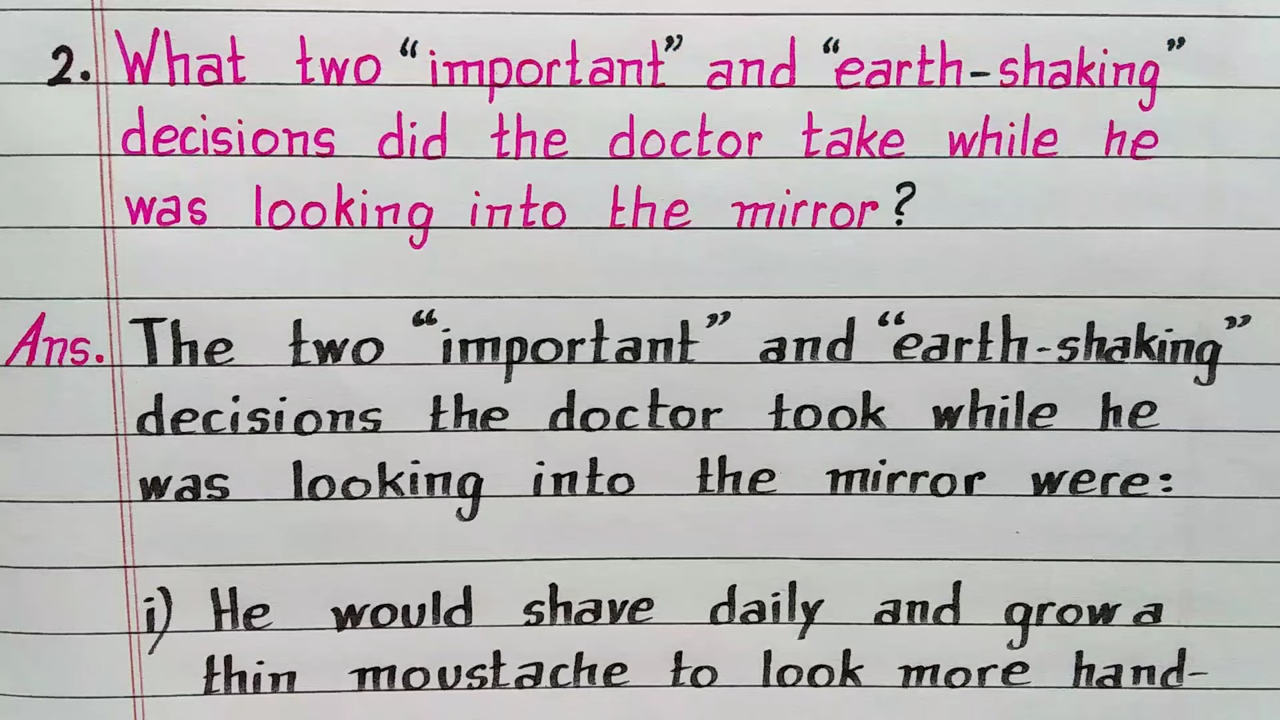 2. What two “important” and “earth-shaking”
decisions did the doctor take while he
was looking into the mirror?
Ans. The two “important” and “earth-shaking”
decisions the doctor took while he
was looking into the mirror were:
i) He would shave daily and grow a
thin moustache to look more hand-